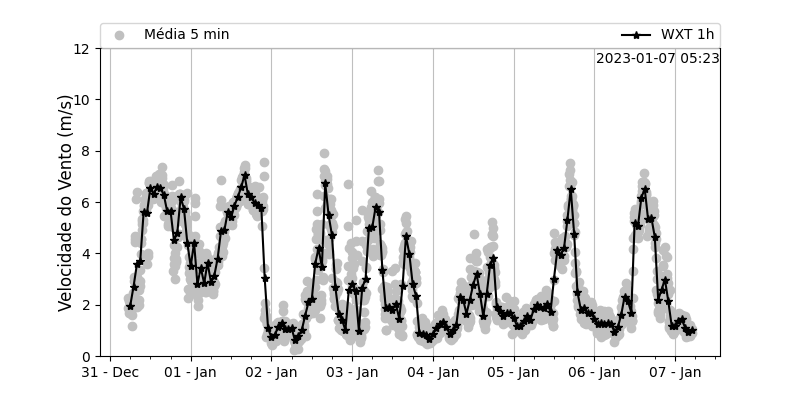 Média 5 min
WXT 1h
2023-01-07 05:23
Velocidade do Vento (m/s)
12
10
8
6
4
2
0
31 - Dec
01 - Jan
02 - Jan
03 - Jan
04 - Jan
05 - Jan
06 - Jan
07 - Jan